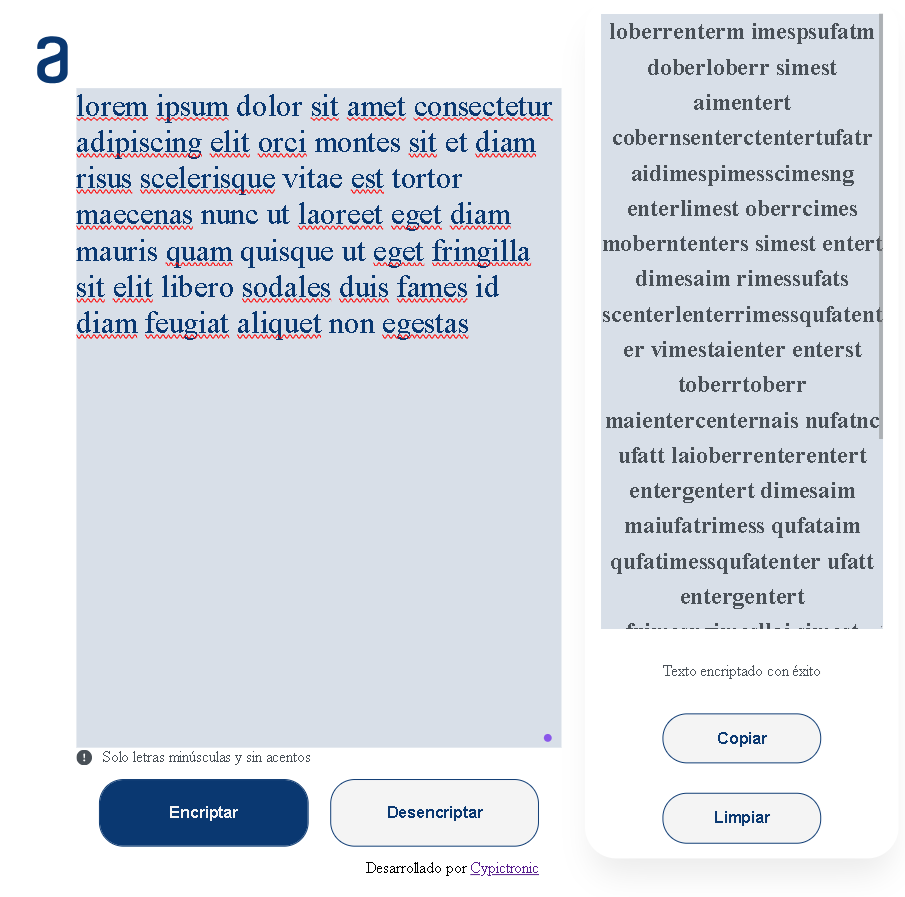 a
lorem ipsum dolor sit amet consectetur
adipiscing elit orci montes sit et diam
risus scelerisque vitae est tortor
maecenas nunc ut laoreet eget diam
mauris quam quisque ut eget fringilla
sit elit libero sodales duis fames id
diam feugiat aliquet non egestas
Solo letras minúsculas y sin acentos
Encriptar
Desencriptar
Desarrollado por Cypictronic
loberrenterm imespsufatm
doberloberr simest
aimentert
cobernsenterctentertufatr
aidimespimesscimesng
enterlimest oberrcimes
moberntenters simest entert
dimesaim rimessufats
scenterlenterrimessqufatent
er vimestaienter enterst
toberrtoberr
maientercenternais nufatnc
ufatt laioberrenterentert
entergentert dimesaim
maiufatrimess qufataim
qufatimessqufatenter ufatt
entergentert
Texto encriptado con éxito
Copiar
Limpiar